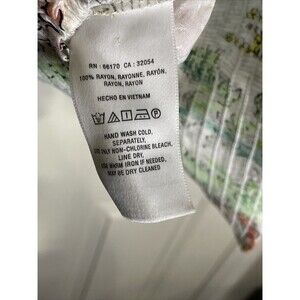 RN : 66170 CA : 32054
100% RAYON, RAYONNE, RAYÓN,
RAYON, RAYON
HECHO EN VIETNAM
HAND WASH COLD,
SEPARATELY,
USE ONLY NON-CHLORINE BLEACH,
LINE DRY,
USE WARM IRON IF NEEDED,
MAY BE DRY CLEANED